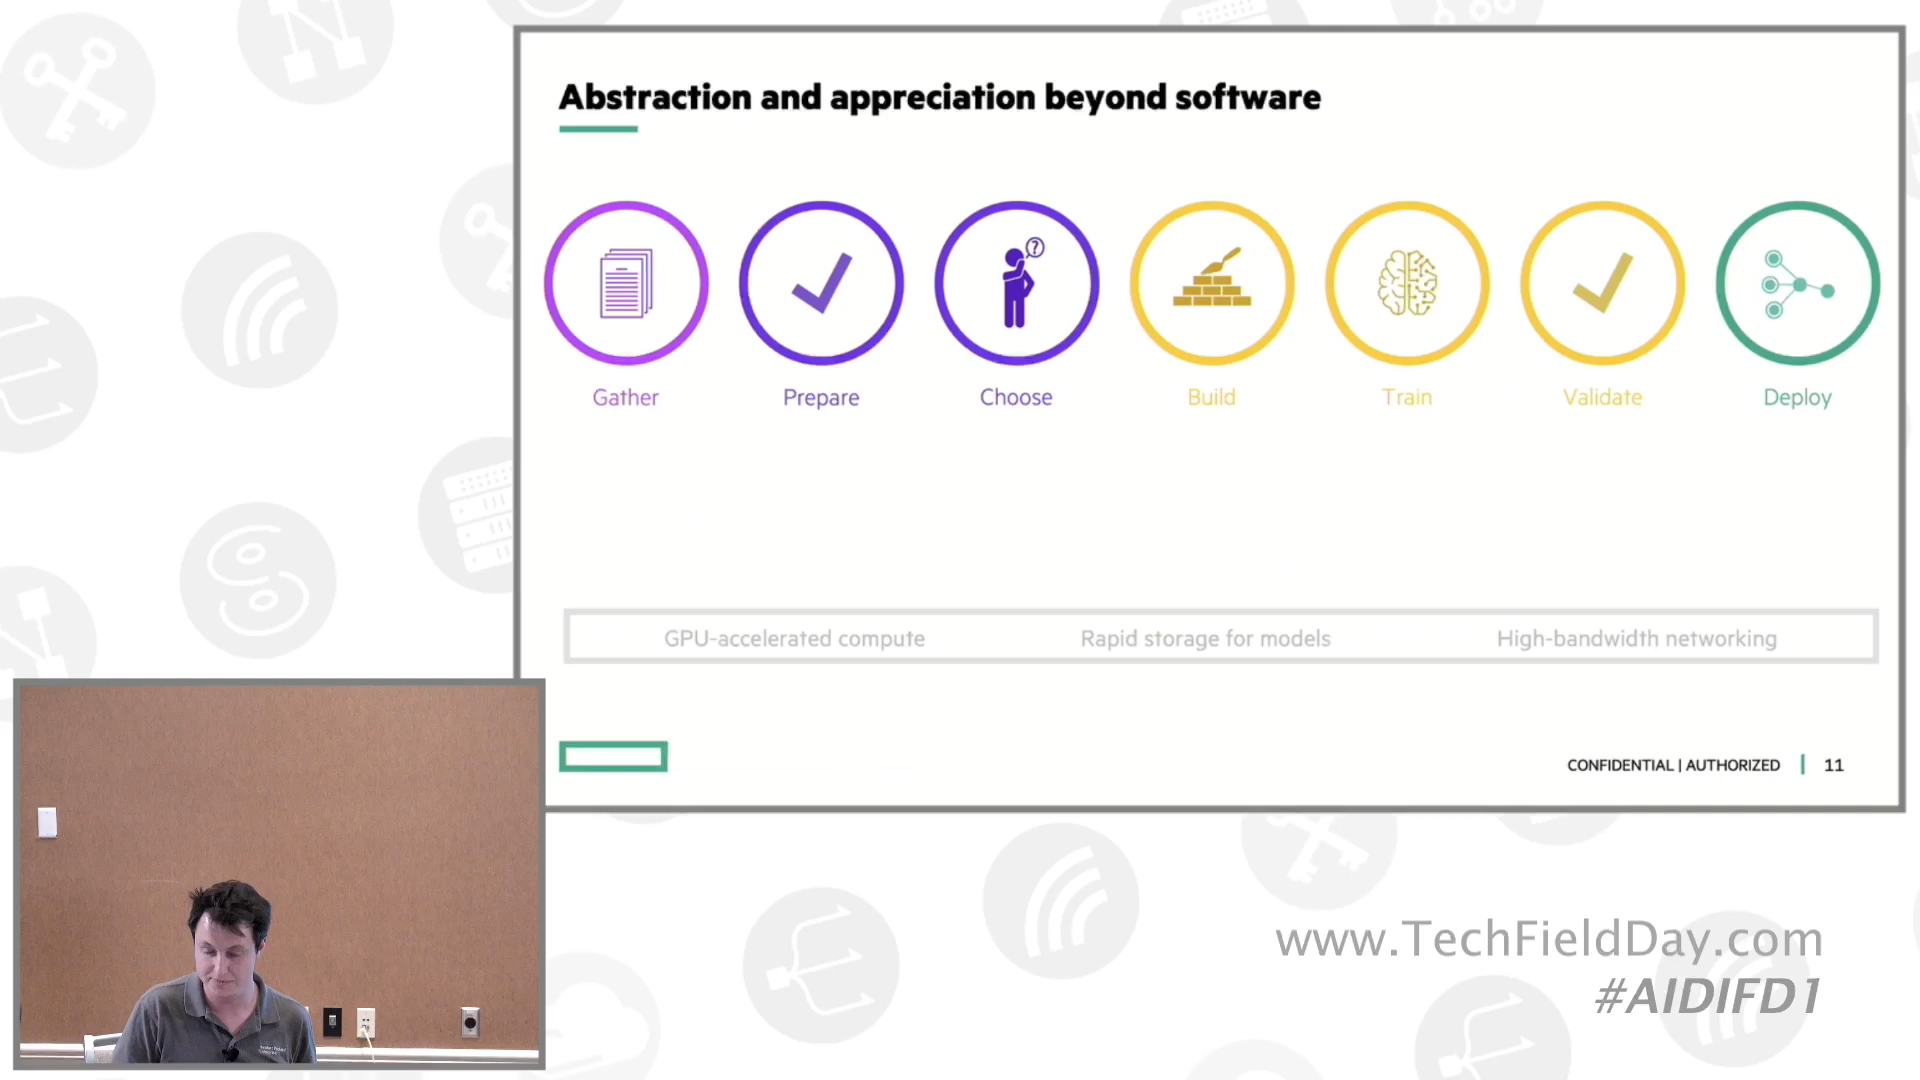 Abstraction and appreciation beyond software
?
Gather
Prepare
Choose
Build
Train
Validate
Deploy
GPU-accelerated compute
Rapid storage for models
High-bandwidth networking
CONFIDENTIAL | AUTHORIZED | 11
www.TechFieldDay.com
#AIDIFD1